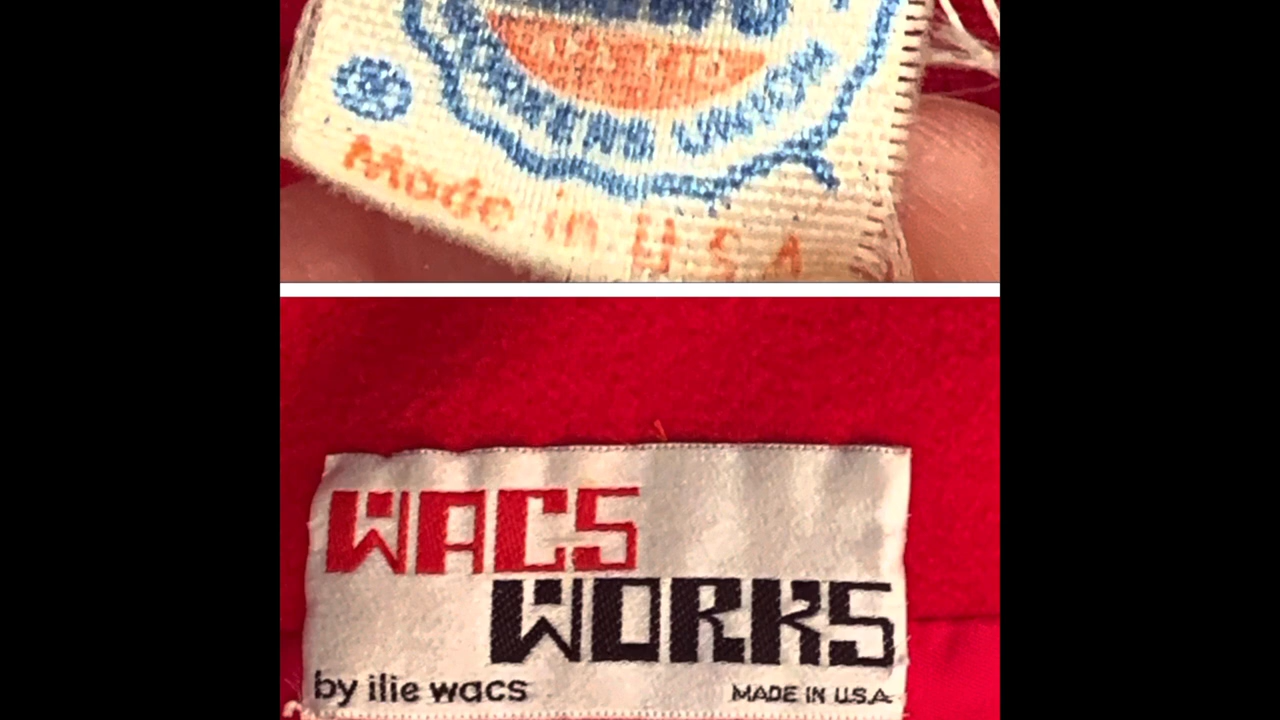 Made in U S A
WACS
WORKS
by ilie wacs
MADE IN U.S.A.